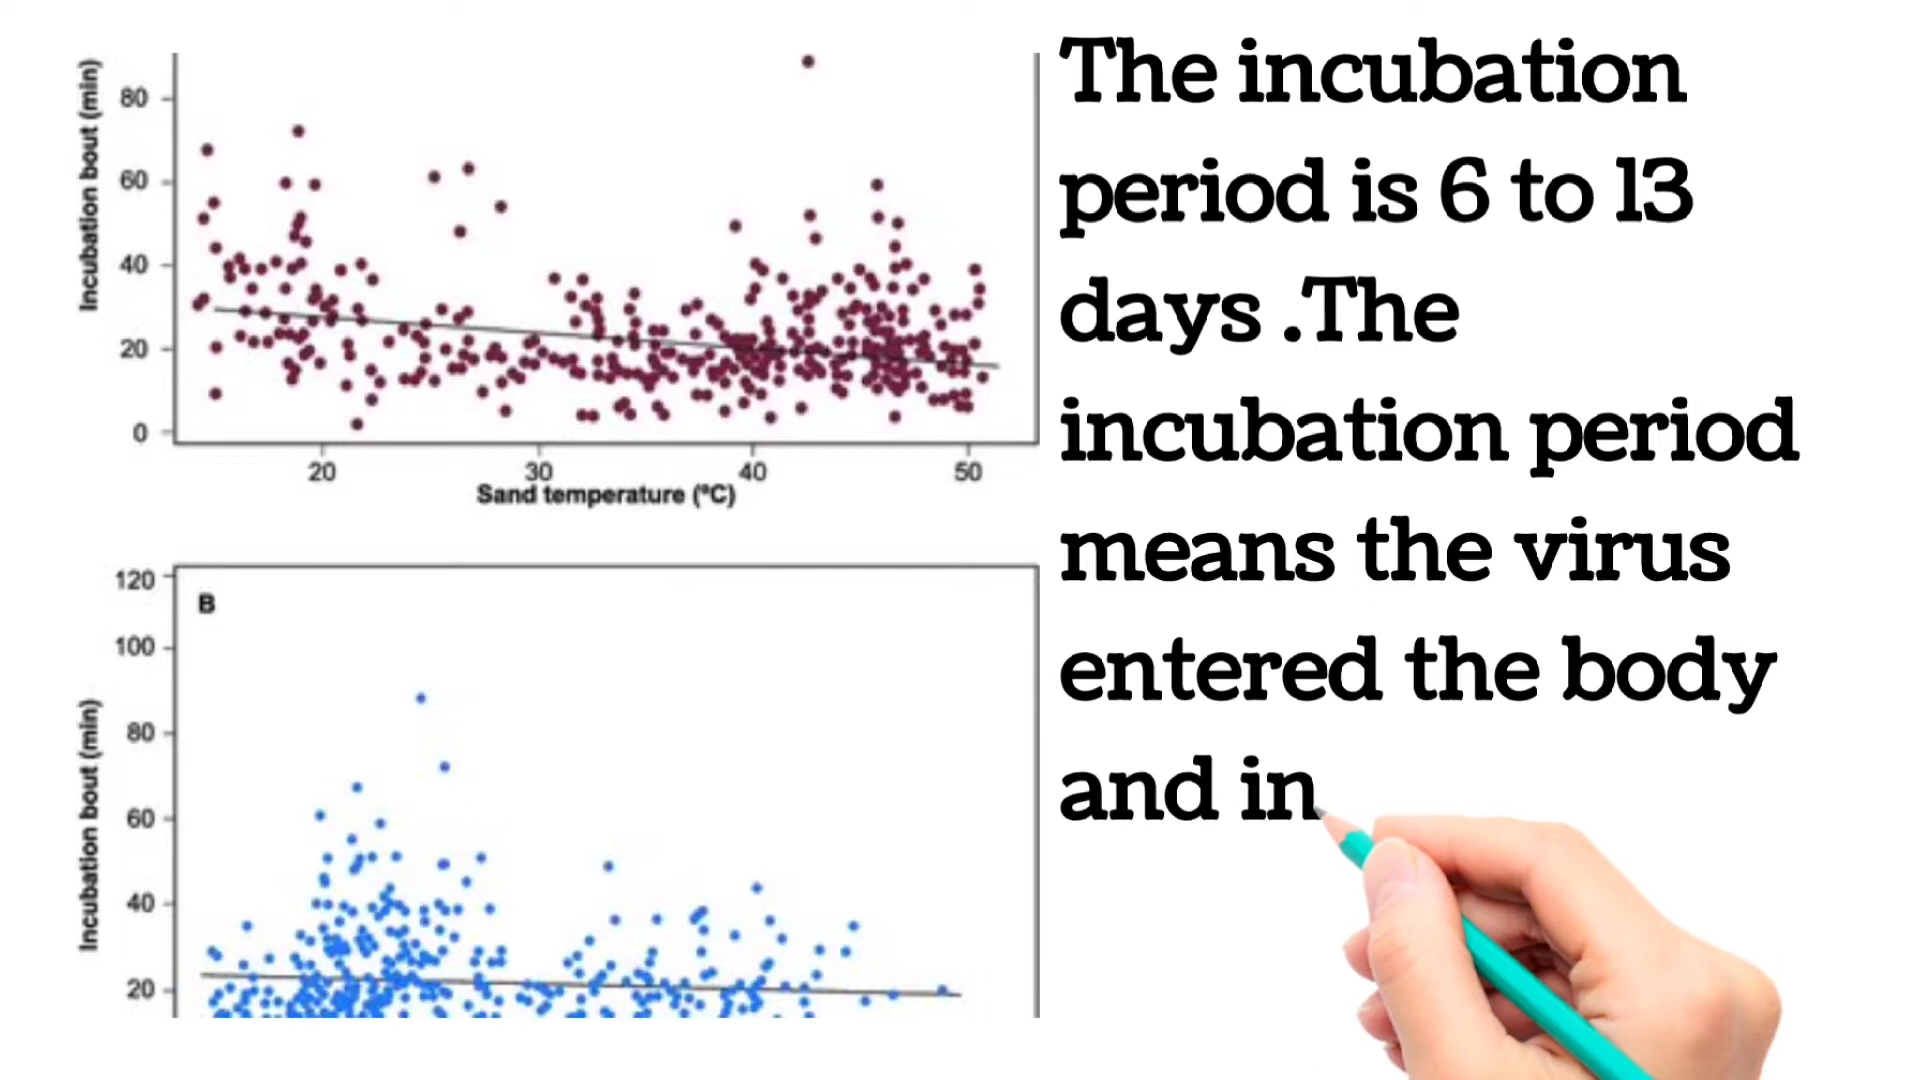 Incubation bout (min)
80
60
40
20
0
20 30 40 50
Sand temperature (°C)
B
Incubation bout (min)
120
100
80
60
40
20
The incubation
period is 6 to 13
days .The
incubation period
means the virus
entered the body
and in